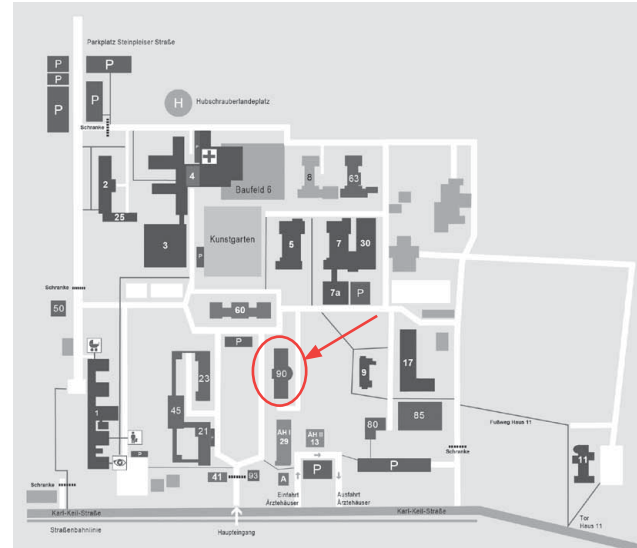 Parkplatz Steinpleiser Straße
P
P
P
P
P
H
Hubschrauberlandeplatz
Schranke
2
4
Baufeld 6
6
63
25
3
Kunstgarten
5
7
30
P
7a
P
Schranke
50
60
P
90
17
23
9
1
45
21
AH I
29
AH II
13
80
85
Fußweg Haus 11
P
Schranke
11
41
93
A
P
P
Schranke
Einfahrt
Ärztehäuser
Ausfahrt
Ärztehäuser
Karl-Keil-Straße
Karl-Keil-Straße
Straßenbahnlinie
Haupteingang
Tor
Haus 11